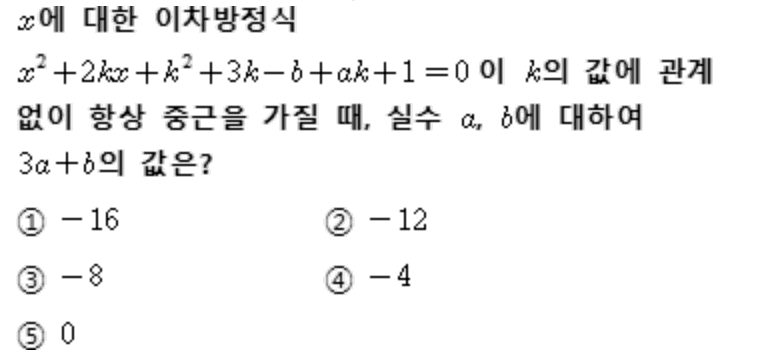 x에 대한 이차방정식
x²+2kx+k²+3k−b+ak+1=0 이 k의 값에 관계
없이 항상 중근을 가질 때, 실수 a, b에 대하여
3a+b의 값은?
① −16 ② −12
③ −8 ④ −4
⑤ 0